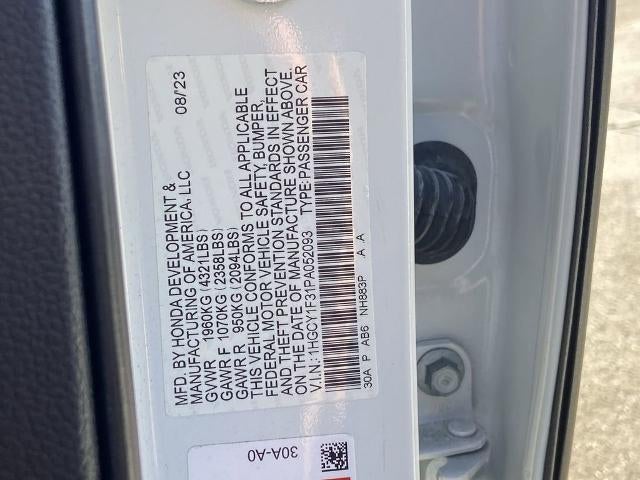 MFD. BY HONDA DEVELOPMENT & 08/'23
MANUFACTURING OF AMERICA, LLC
GVWR 1960KG (4321LBS)
GAWR F 1070KG (2358LBS)
GAWR R 950KG (2094LBS)
THIS VEHICLE CONFORMS TO ALL APPLICABLE
FEDERAL MOTOR VEHICLE SAFETY, BUMPER,
AND THEFT PREVENTION STANDARDS IN EFFECT
ON THE DATE OF MANUFACTURE SHOWN ABOVE.
V.I.N.:1HGCY1F31PA052093 TYPE:PASSENGER CAR
30A P AB6 NH883P A A
30A-A0